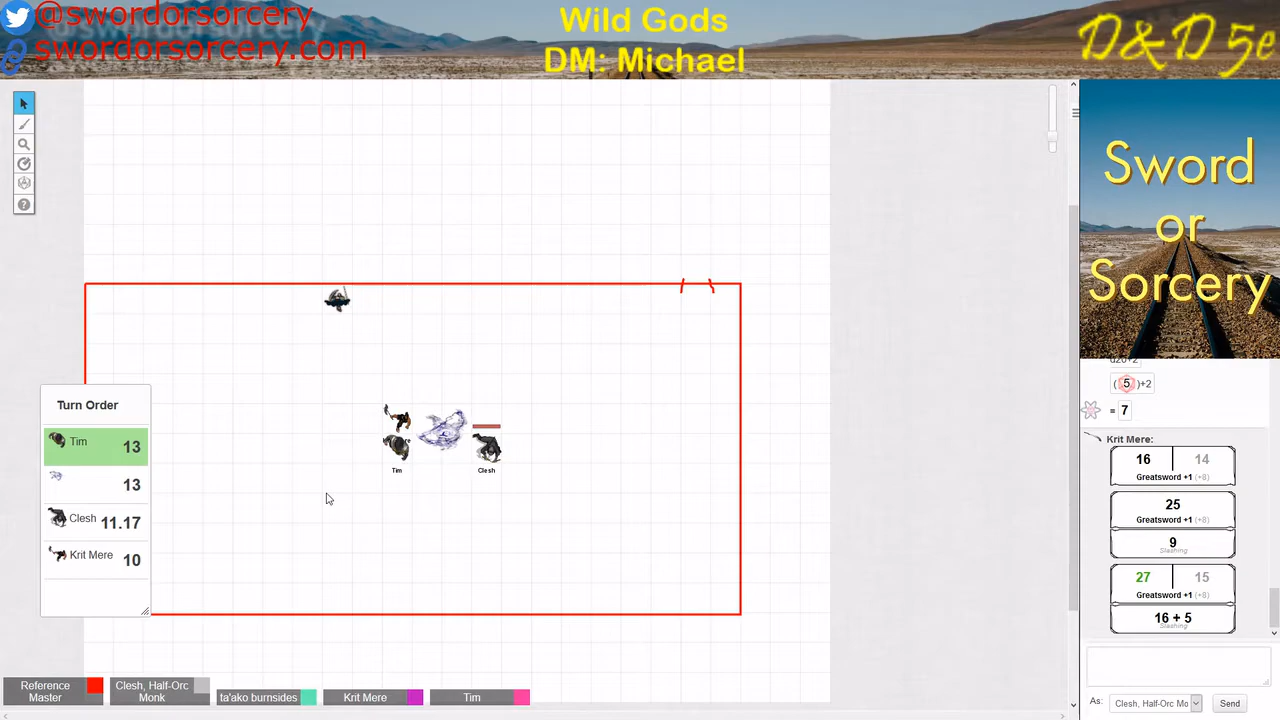 @swordorsorcery
swordorsorcery.com
Wild Gods
DM: Michael
D&D 5e
Sword
or
Sorcery
Turn Order
Tim 13
13
Clesh 11.17
Krit Mere 10
Tim
Clesh
(5)+2
= 7
Krit Mere:
16 14
Greatsword +1 (+8)
25
Greatsword +1 (+8)
9
Slashing
27 15
Greatsword +1 (+8)
16 + 5
Slashing
As: Clesh, Half-Orc Mo Send
Reference Master
Clesh, Half-Orc Monk
ta'ako burnsides
Krit Mere
Tim